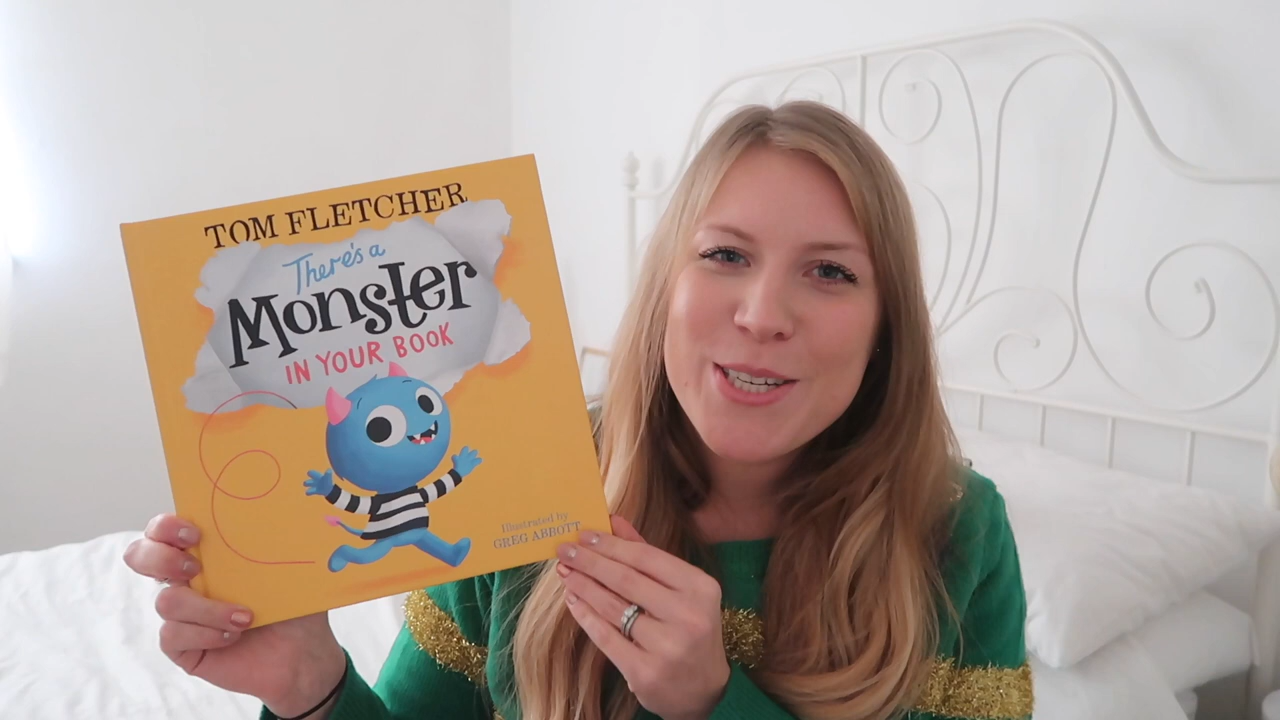 TOM FLETCHER
There's a
Monster
IN YOUR BOOK
Illustrated by
GREG ABBOTT